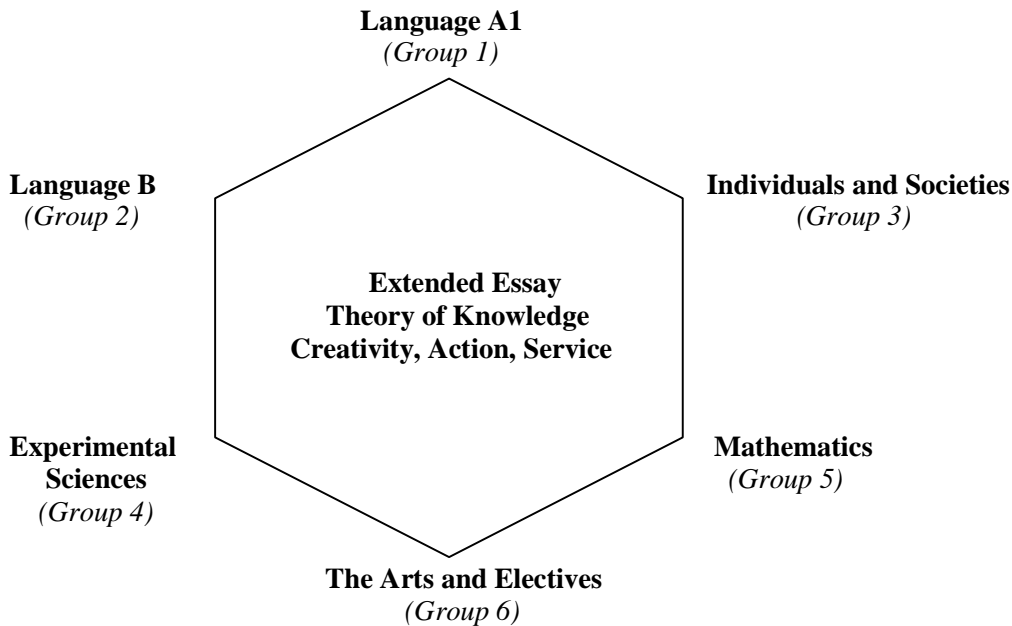 Language A1
(Group 1)
Language B
(Group 2)
Individuals and Societies
(Group 3)
Extended Essay
Theory of Knowledge
Creativity, Action, Service
Experimental
Sciences
(Group 4)
Mathematics
(Group 5)
The Arts and Electives
(Group 6)